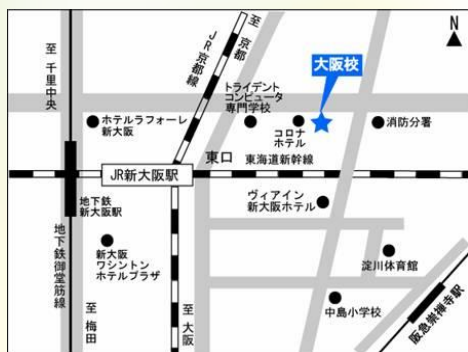 至 千里中央
至 京都
JR京都線
N
大阪校
トライデント
コンピュータ
専門学校
ホテルラフォーレ
新大阪
コロナ
ホテル
消防分署
東口
東海道新幹線
JR新大阪駅
地下鉄
新大阪駅
ヴィアイン
新大阪ホテル
地下鉄御堂筋線
新大阪
ワシントン
ホテルプラザ
淀川体育館
中島小学校
阪急崇禅寺駅
至 梅田
至 大阪